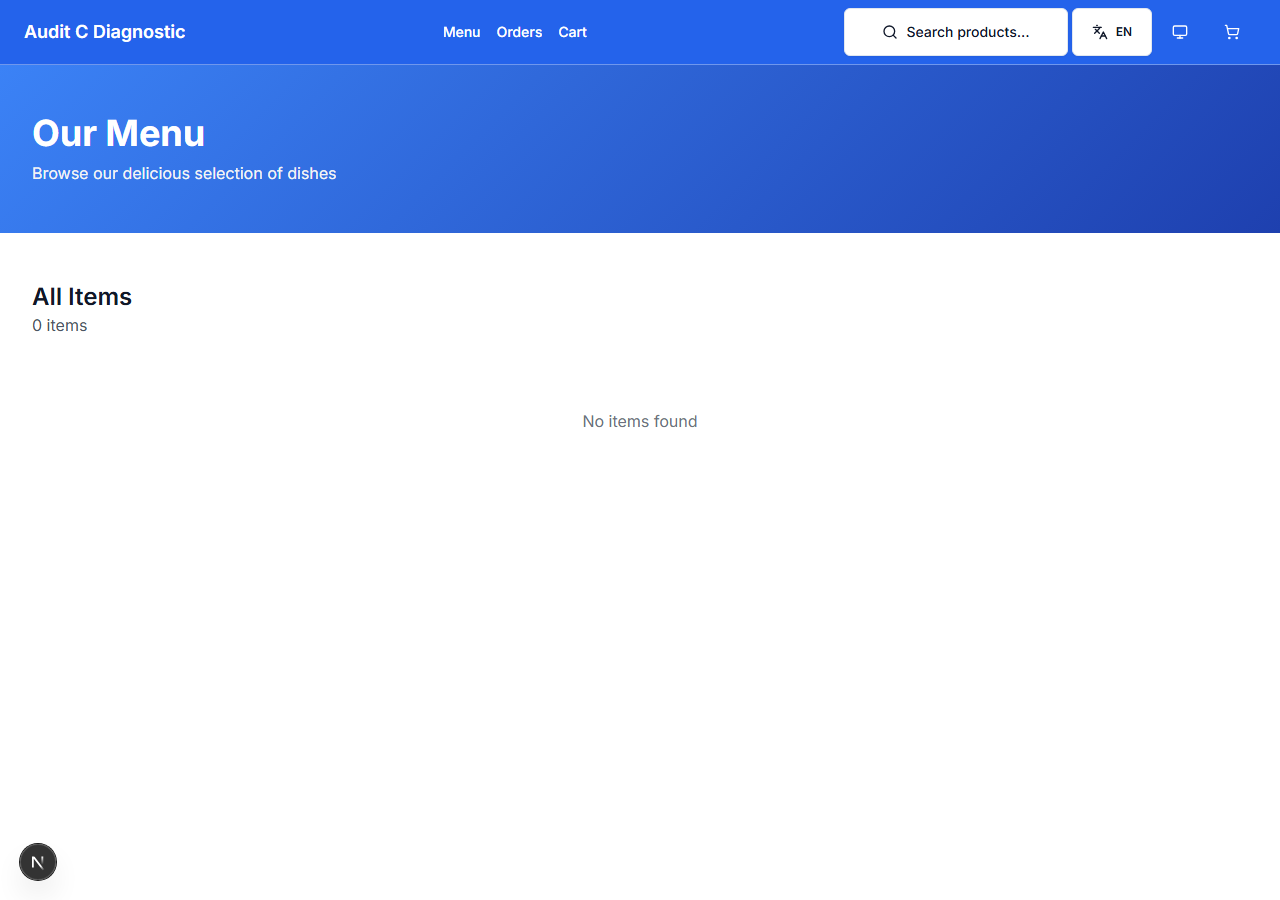 Audit C Diagnostic
Menu
Orders
Cart
Search products...
EN
Our Menu
Browse our delicious selection of dishes
All Items
0 items
No items found
N